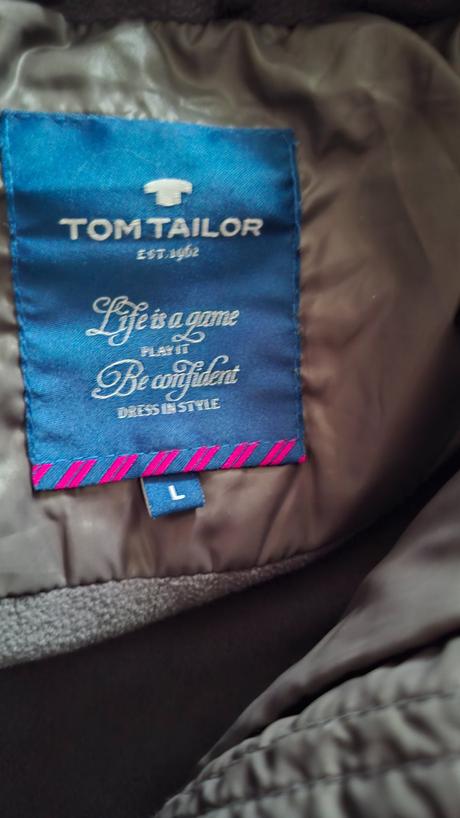 TOM TAILOR
EST. 1962
Life is a game
PLAY IT
Be confident
DRESS IN STYLE
L